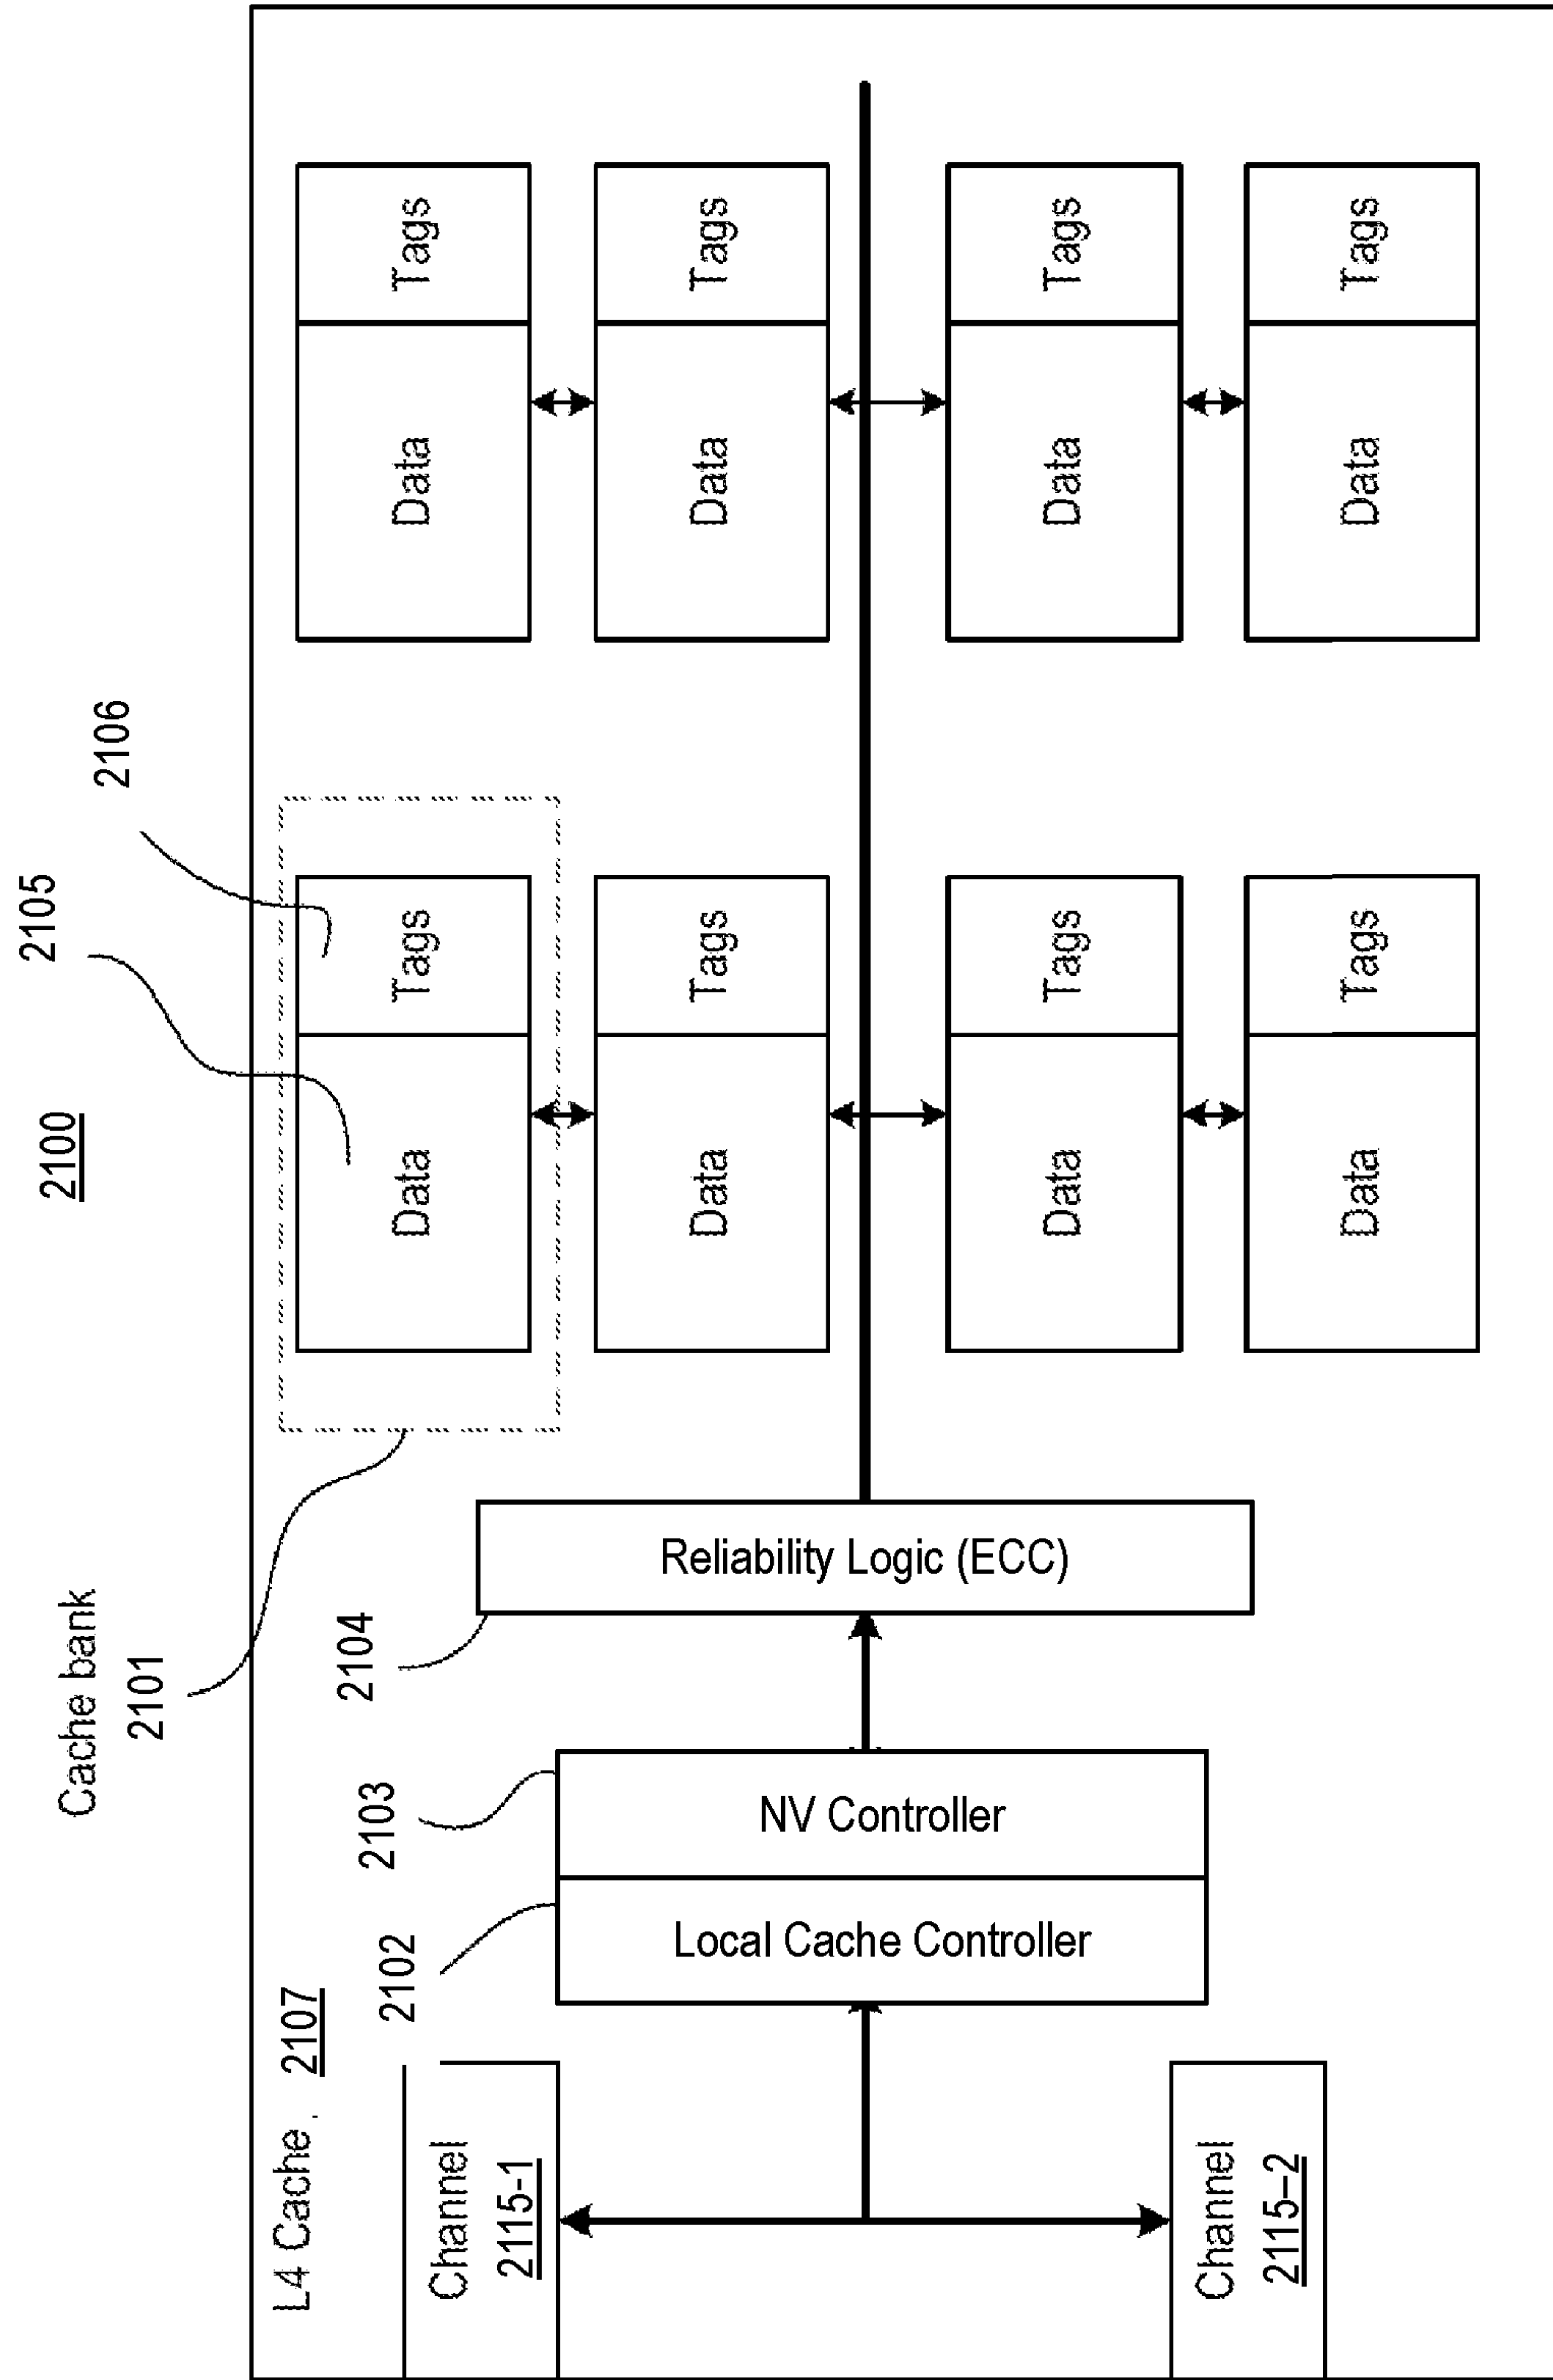 2100
Cache bank
2101
2105
2106
L4 Cache
2107
2102
2103
2104
Channel
2115-1
Channel
2115–2
Local Cache Controller
NV Controller
Reliability Logic (ECC)
Data
Tags
Data
Tags
Data
Tags
Data
Tags
Data
Tags
Data
Tags
Data
Tags
Data
Tags